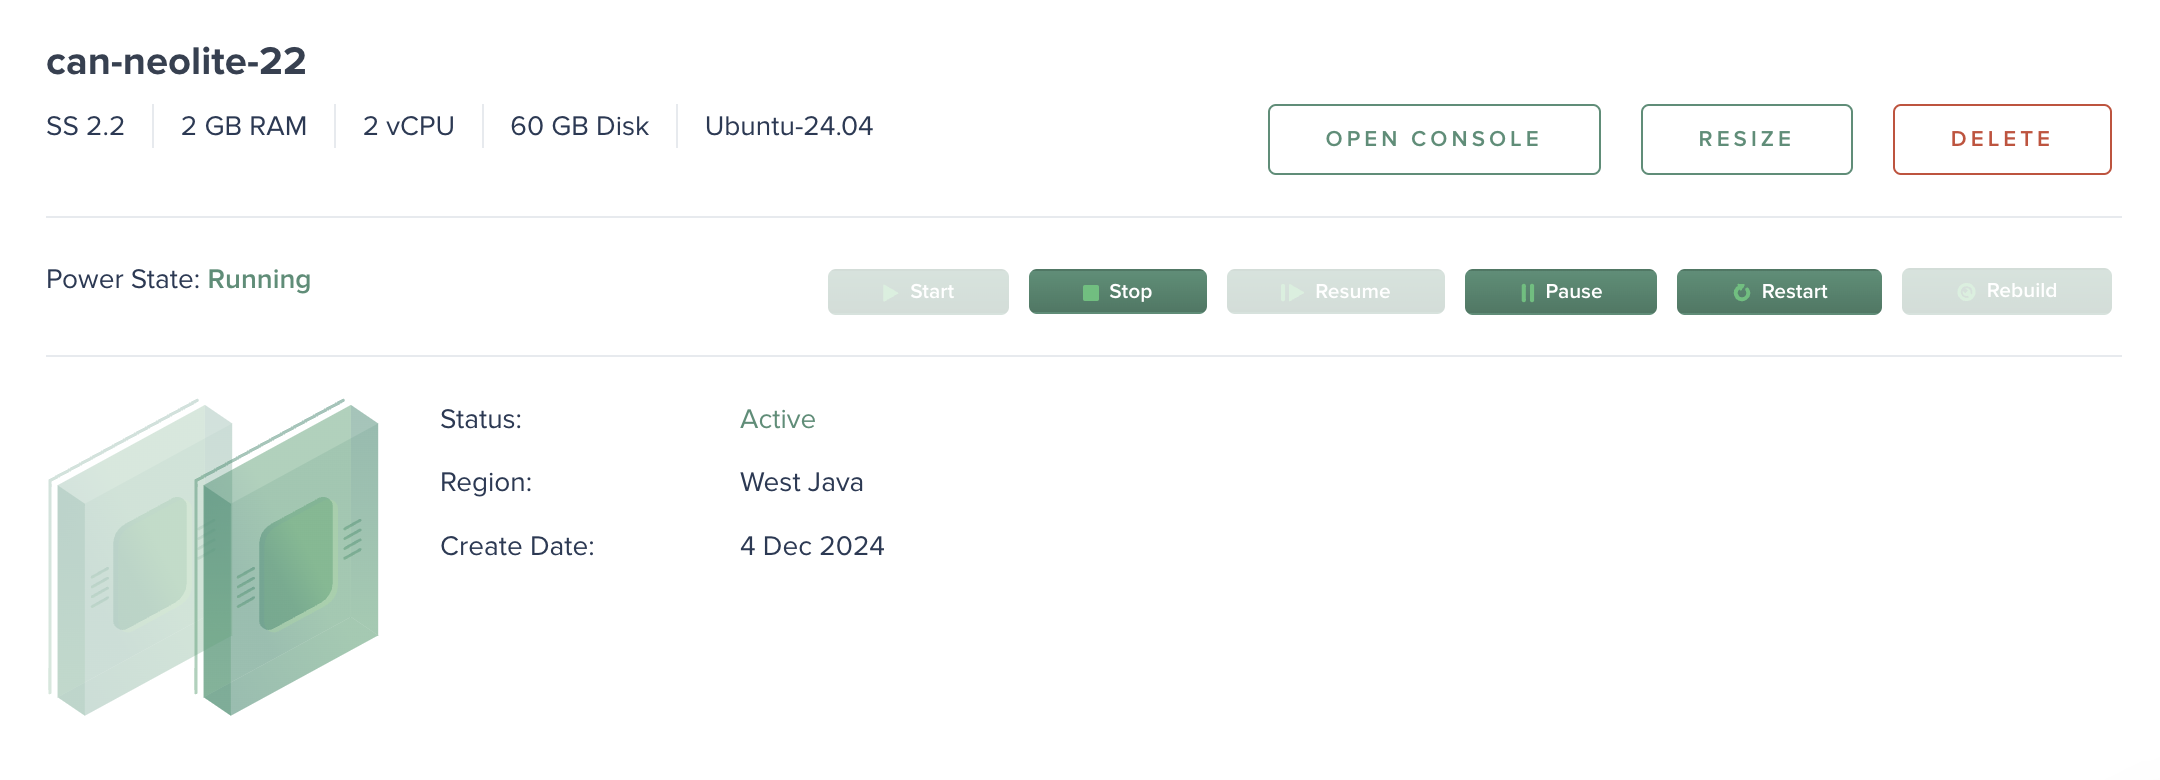 can-neolite-22
SS 2.2 2 GB RAM 2 vCPU 60 GB Disk Ubuntu-24.04
OPEN CONSOLE RESIZE DELETE
Power State: Running
Start Stop Resume Pause Restart Rebuild
Status: Active
Region: West Java
Create Date: 4 Dec 2024